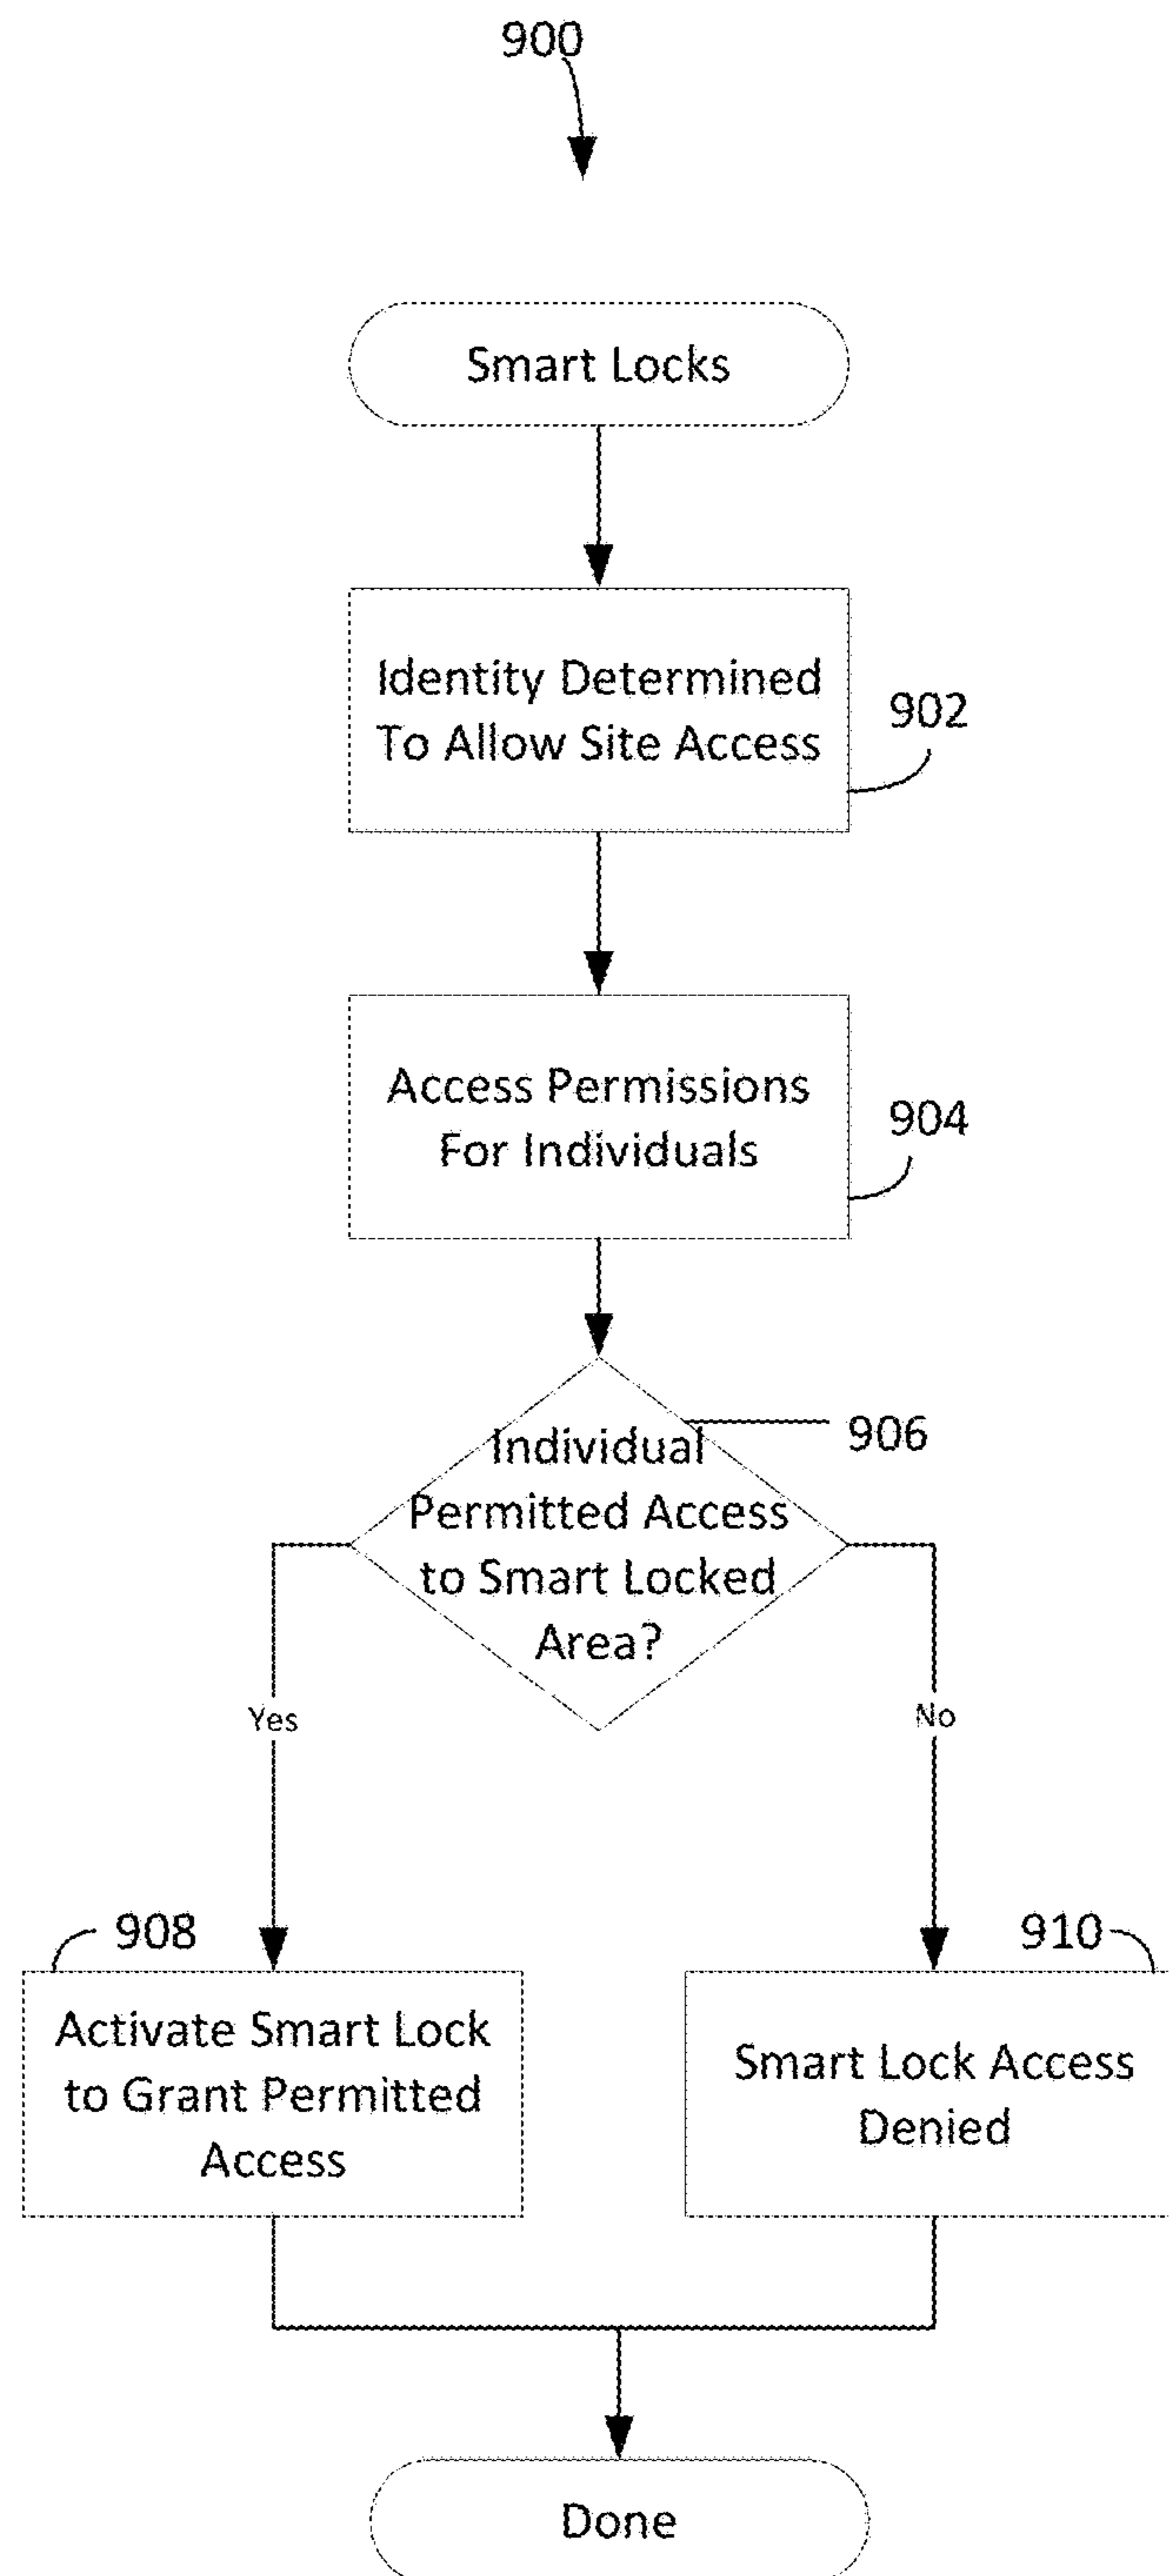 900
Smart Locks
Identity Determined
To Allow Site Access
902
Access Permissions
For Individuals
904
Individual
Permitted Access
to Smart Locked
Area?
906
Yes
No
908
Activate Smart Lock
to Grant Permitted
Access
910
Smart Lock Access
Denied
Done